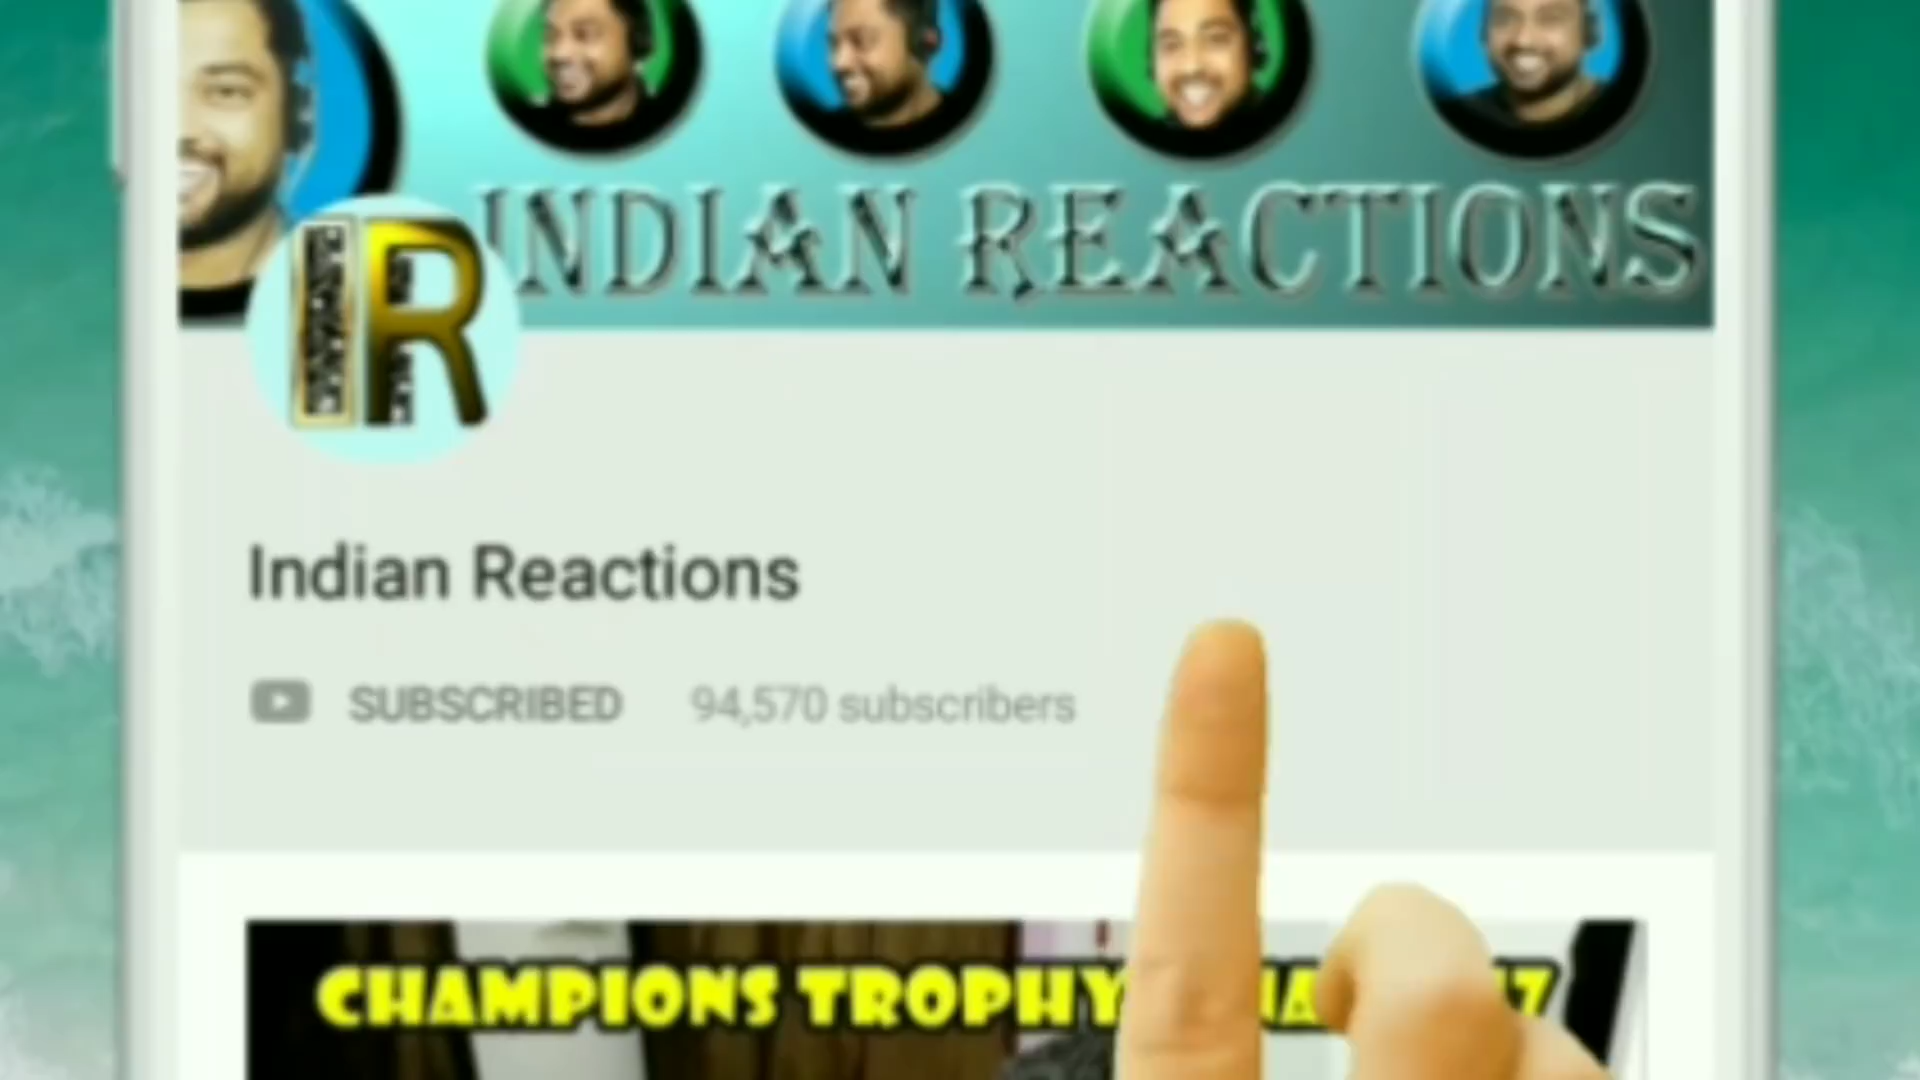 INDIAN REACTIONS
R
Indian Reactions
SUBSCRIBED 94,570 subscribers
CHAMPIONS TROPHY